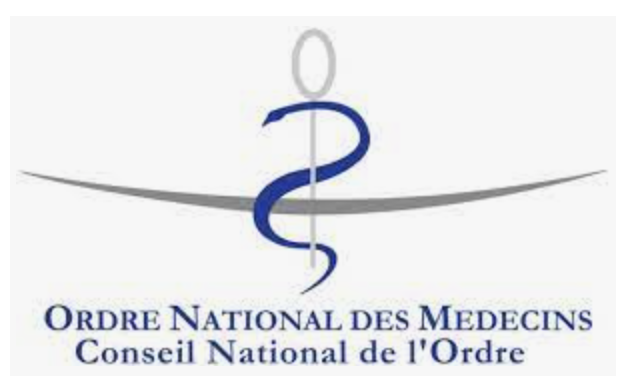 ORDRE NATIONAL DES MEDECINS
Conseil National de l'Ordre